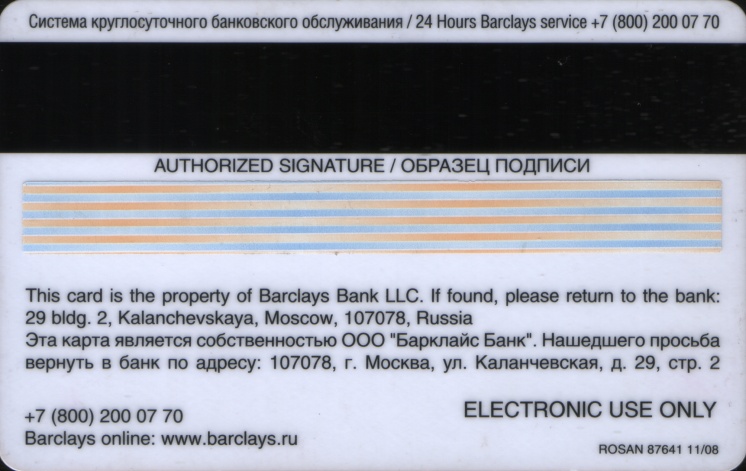 Система круглосуточного банковского обслуживания / 24 Hours Barclays service +7 (800) 200 07 70
AUTHORIZED SIGNATURE / ОБРАЗЕЦ ПОДПИСИ
This card is the property of Barclays Bank LLC. If found, please return to the bank:
29 bldg. 2, Kalanchevskaya, Moscow, 107078, Russia
Эта карта является собственностью ООО "Барклайс Банк". Нашедшего просьба
вернуть в банк по адресу: 107078, г. Москва, ул. Каланчевская, д. 29, стр. 2
+7 (800) 200 07 70
ELECTRONIC USE ONLY
Barclays online: www.barclays.ru
ROSAN 87641 11/08